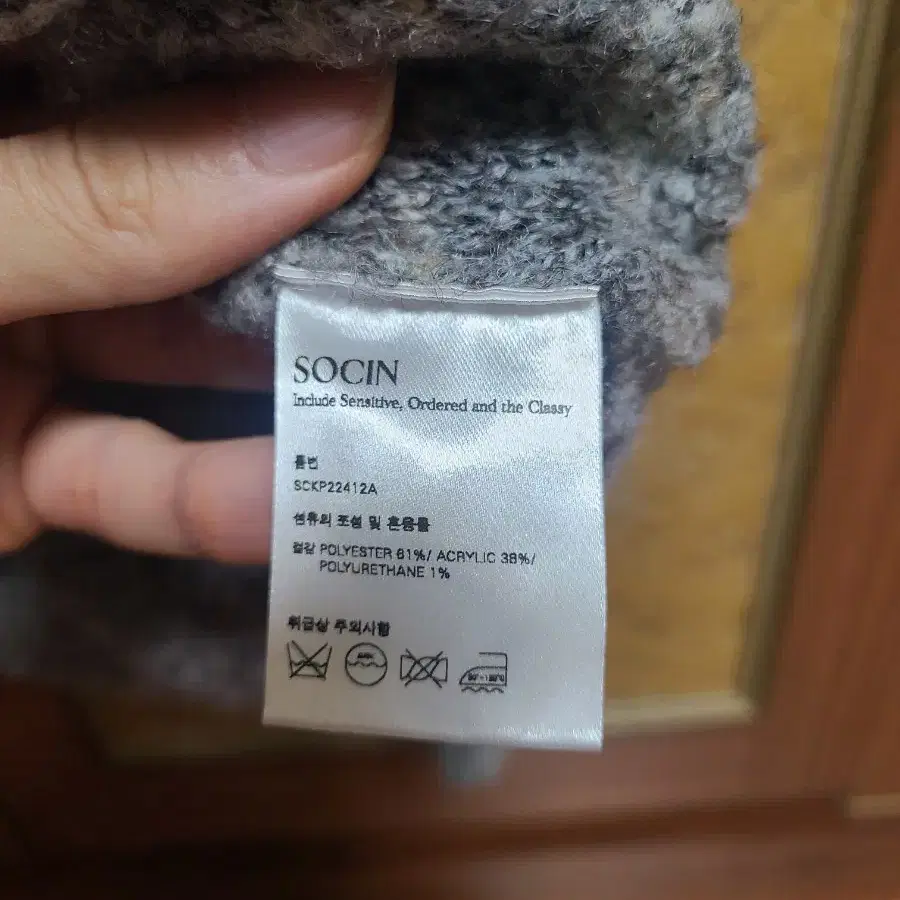 SOCIN
Include Sensitive, Ordered and the Classy
품번
SCKP22412A
섬유의 조성 및 혼용률
겉감 POLYESTER 61%/ ACRYLIC 38%/
POLYURETHANE 1%
취급상 주의사항